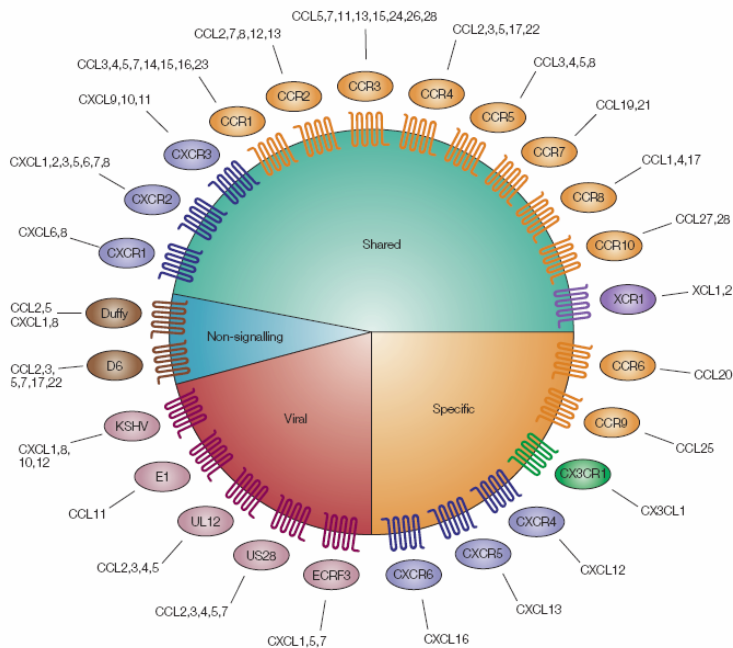 CCL5,7,11,13,15,24,26,28
CCL2,7,8,12,13
CCL2,3,5,17,22
CCL3,4,5,7,14,15,16,23
CCL3,4,5,8
CXCL9,10,11
CCL19,21
CXCL1,2,3,5,6,7,8
CCL1,4,17
CXCL6,8
CCL27,28
CCL2,5
CXCL1,8
XCL1,2
CCL2,3,
5,7,17,22
CCL20
CXCL1,8,
10,12
CCL25
CCL11
CX3CL1
CCL2,3,4,5
CXCL12
CCL2,3,4,5,7
CXCL13
CXCL1,5,7
CXCL16
CCR3
CCR2
CCR4
CCR1
CCR5
CXCR3
CCR7
CXCR2
CCR8
CXCR1
CCR10
Duffy
XCR1
D6
CCR6
KSHV
CCR9
E1
CX3CR1
UL12
CXCR4
US28
CXCR5
ECRF3
CXCR6
Shared
Non-signalling
Viral
Specific